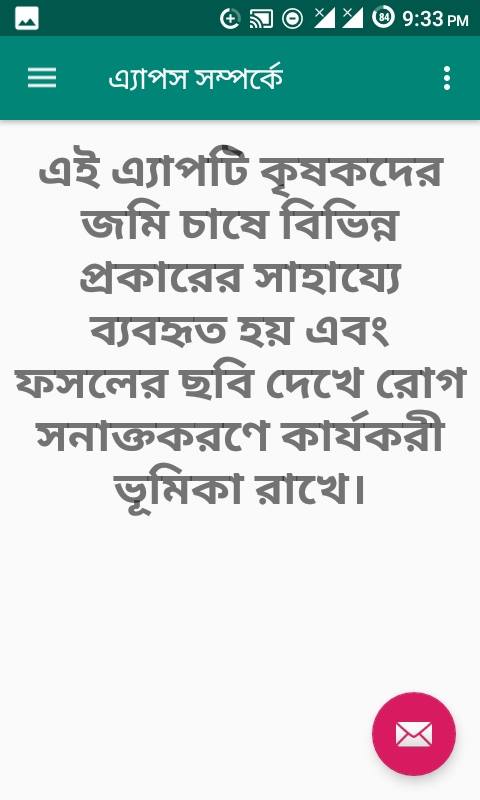 84 9:33 PM
এ্যাপস সম্পর্কে
এই এ্যাপটি কৃষকদের
জমি চাষে বিভিন্ন
প্রকারের সাহায্যে
ব্যবহৃত হয় এবং
ফসলের ছবি দেখে রোগ
সনাক্তকরণে কার্যকরী
ভূমিকা রাখে।